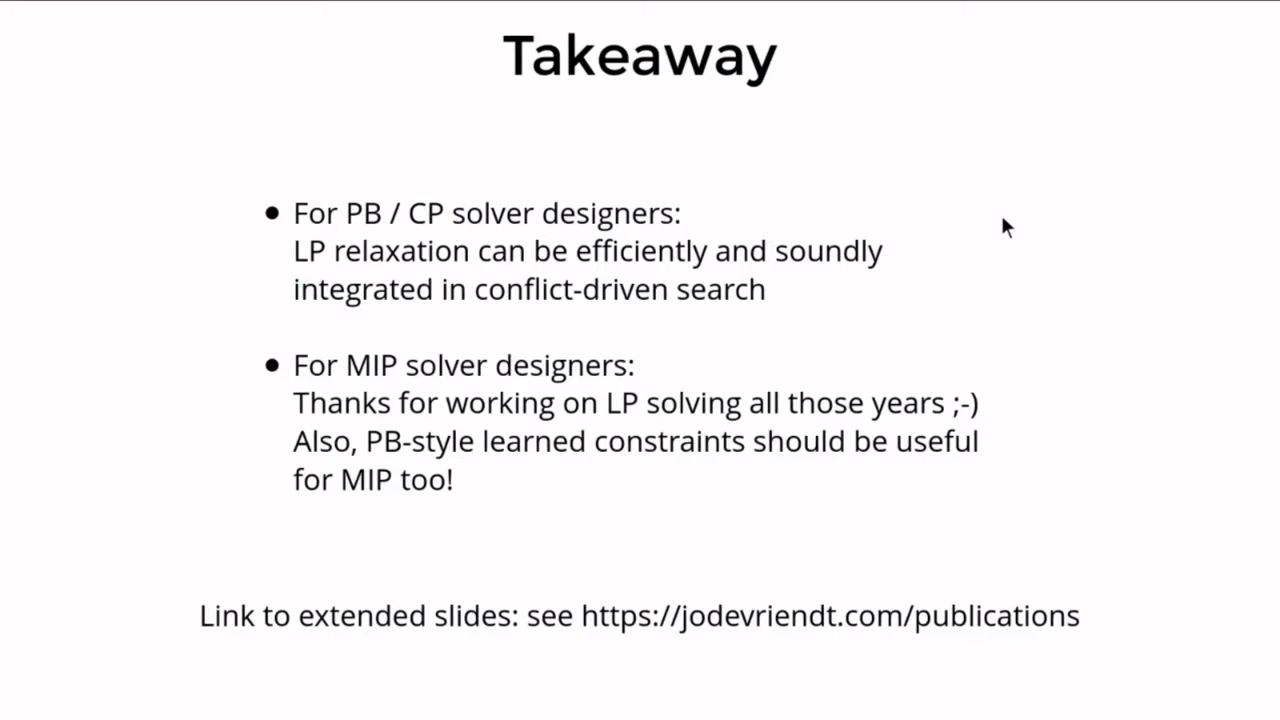 Takeaway
● For PB / CP solver designers:
LP relaxation can be efficiently and soundly
integrated in conflict-driven search
● For MIP solver designers:
Thanks for working on LP solving all those years ;-)
Also, PB-style learned constraints should be useful
for MIP too!
Link to extended slides: see https://jodevriendt.com/publications